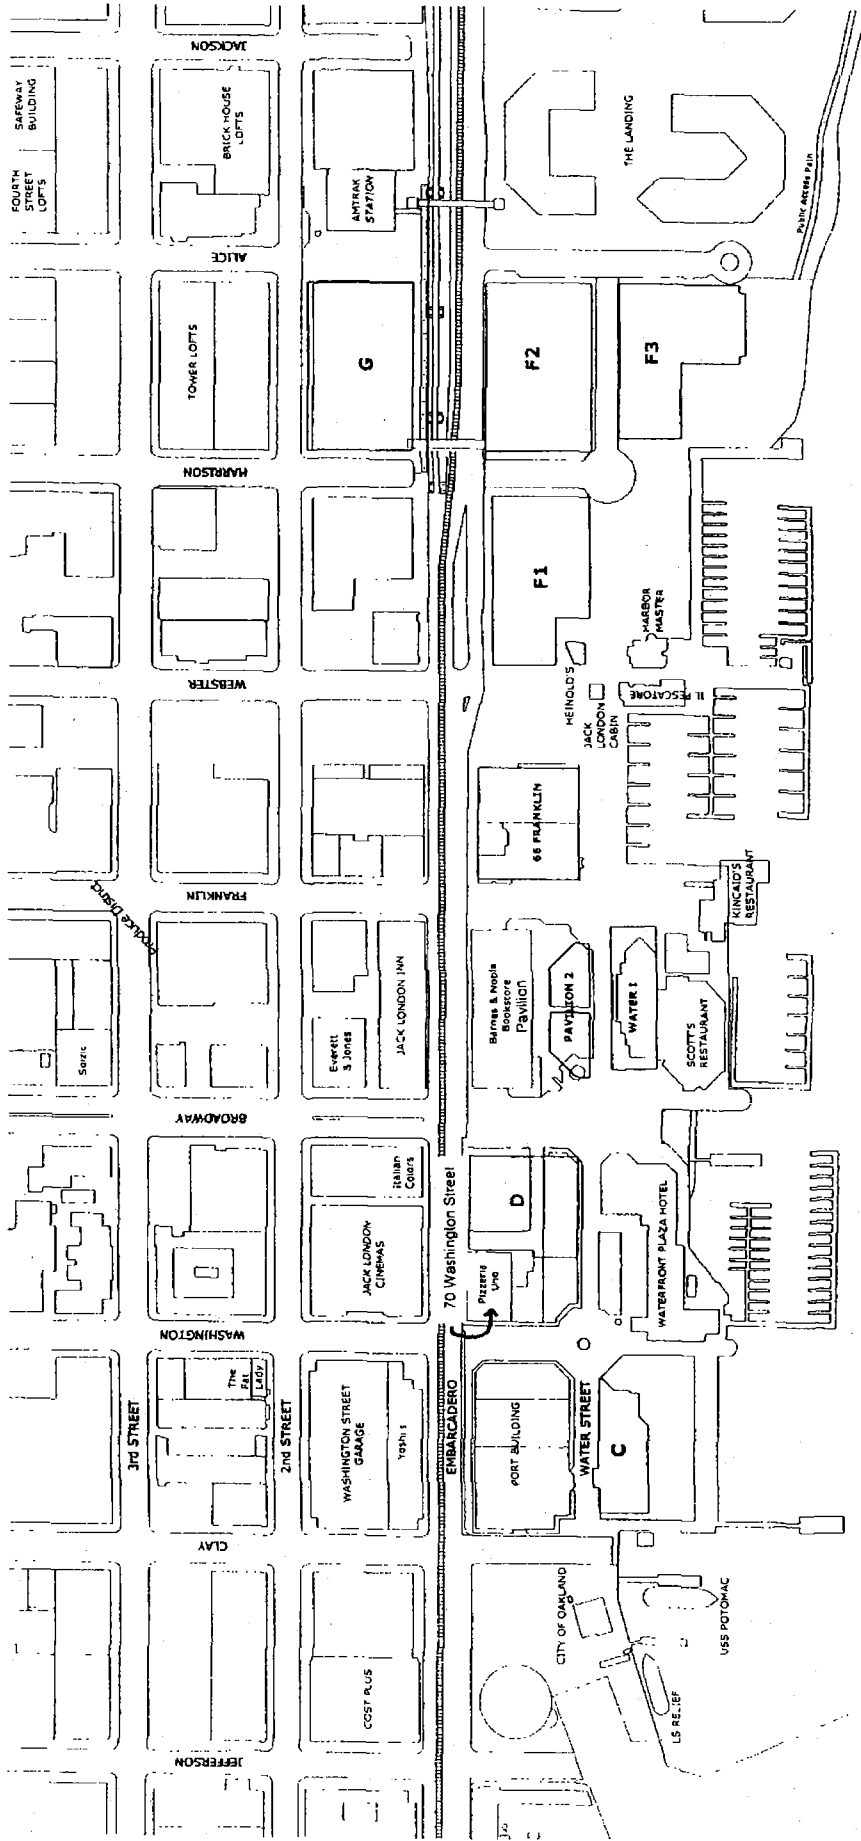 JACKSON
SAFEWAY
BUILDING
FOURTH
STREET
LOFTS
BRICK HOUSE
LOFTS
AMTRAK
STATION
THE LANDING
Public Access Path
ALICE
TOWER LOFTS
G
F2
F3
HARRISON
F1
HARBOR
MASTER
WEBSTER
HEINOLD'S
JACK
LONDON
CABIN
IL PESCATORE
66 FRANKLIN
KINCAID'S
RESTAURANT
FRANKLIN
Produce District
JACK LONDON INN
Everett
& Jones
Barnes & Noble
Bookstore
Pavilion
PAVILION 2
WATER I
SCOTT'S
RESTAURANT
BROADWAY
Italian
Colors
JACK LONDON
CINEMAS
70 Washington Street
D
Pizzeria
Uno
WATERFRONT PLAZA HOTEL
WASHINGTON
The
Fat
Lady
3rd STREET
2nd STREET
WASHINGTON STREET
GARAGE
Yoshi's
EMBARCADERO
PORT BUILDING
WATER STREET
C
CLAY
COST PLUS
CITY OF OAKLAND
USS POTOMAC
LS RELIEF
JEFFERSON